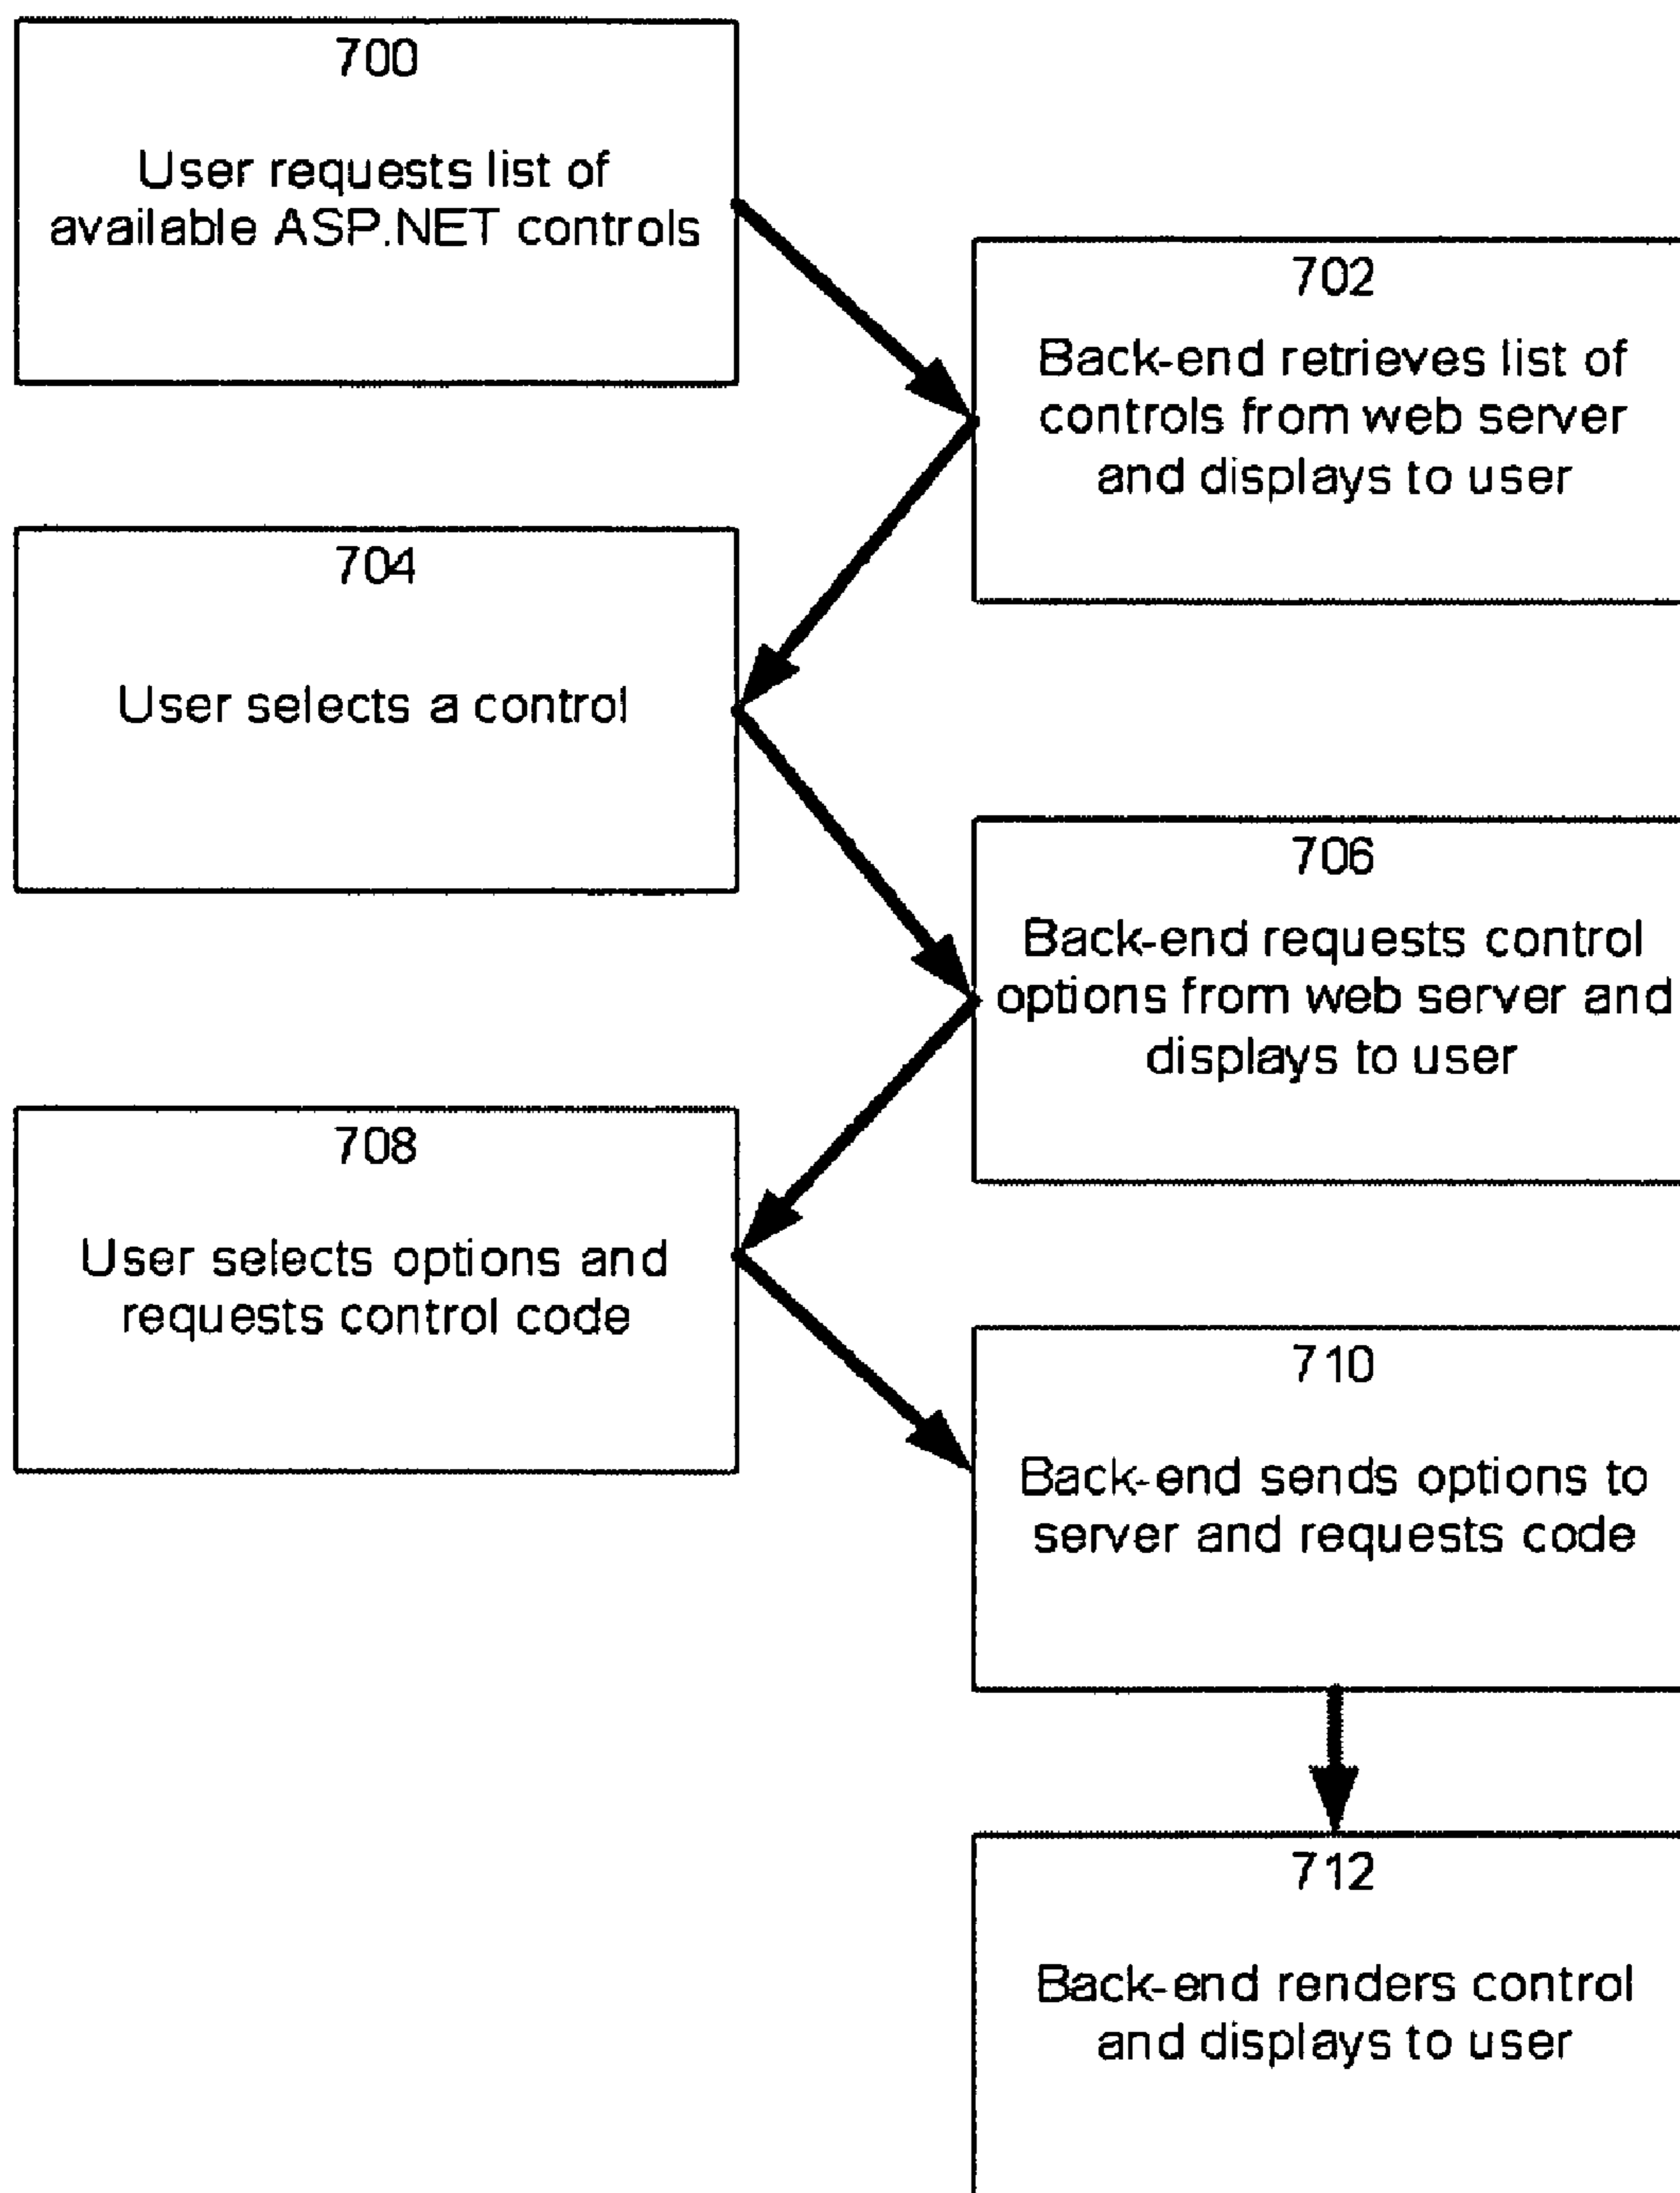 700
User requests list of
available ASP.NET controls
702
Back-end retrieves list of
controls from web server
and displays to user
704
User selects a control
706
Back-end requests control
options from web server and
displays to user
708
User selects options and
requests control code
710
Back-end sends options to
server and requests code
712
Back-end renders control
and displays to user